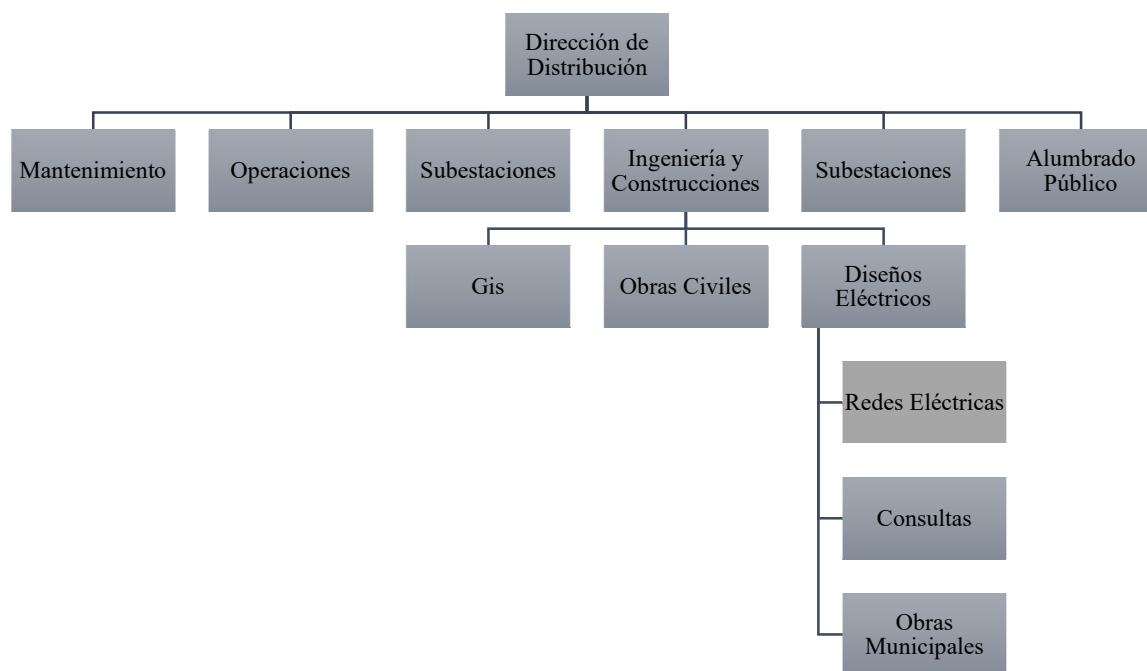 Dirección de
Distribución
Mantenimiento
Operaciones
Subestaciones
Ingeniería y
Construcciones
Subestaciones
Alumbrado
Público
Gis
Obras Civiles
Diseños
Eléctricos
Redes Eléctricas
Consultas
Obras
Municipales